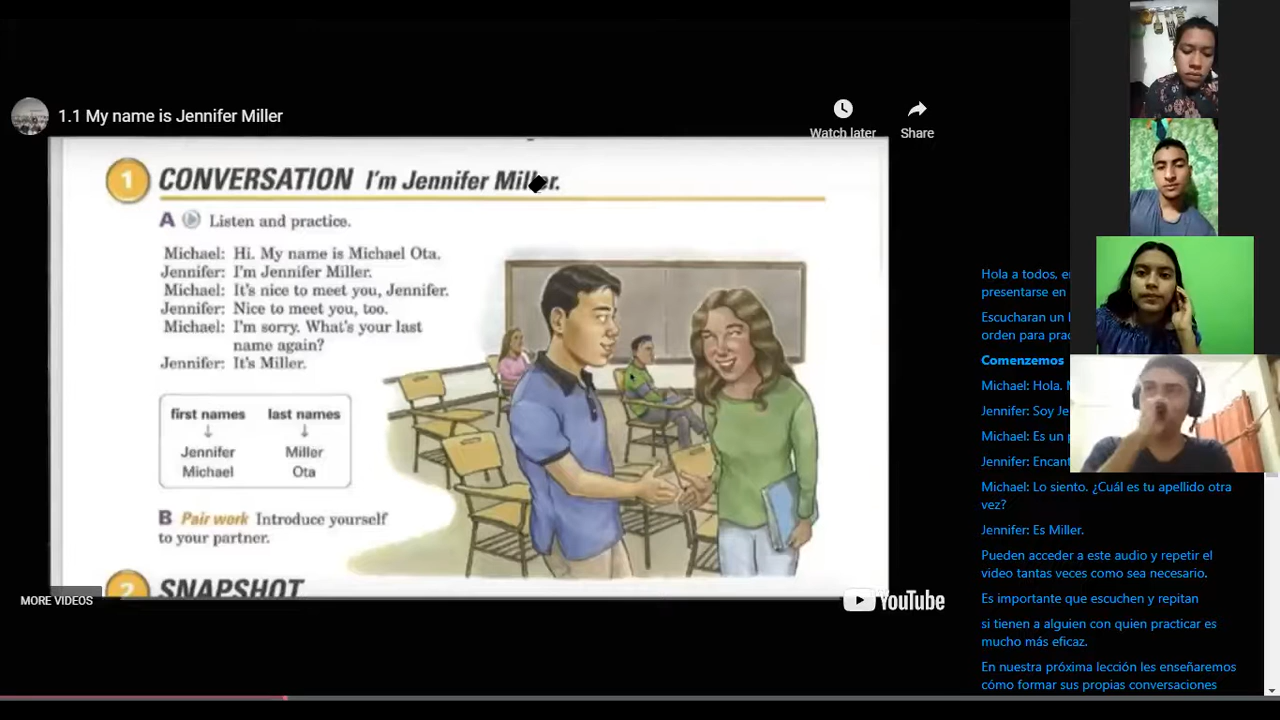 1.1 My name is Jennifer Miller
Watch later
Share
1 CONVERSATION I'm Jennifer Miller.
A Listen and practice.
Michael: Hi. My name is Michael Ota.
Jennifer: I'm Jennifer Miller.
Michael: It's nice to meet you, Jennifer.
Jennifer: Nice to meet you, too.
Michael: I'm sorry. What's your last
name again?
Jennifer: It's Miller.
first names last names
Jennifer Miller
Michael Ota
B Pair work Introduce yourself
to your partner.
2 SNAPSHOT
MORE VIDEOS
YouTube
Hola a todos,
presentarse en
Escucharan un
orden para
Comenzemos
Michael: Hola.
Jennifer: Soy
Michael: Es un
Jennifer:
Michael: Lo siento. ¿Cuál es tu apellido otra
vez?
Jennifer: Es Miller.
Pueden acceder a este audio y repetir el
video tantas veces como sea necesario.
Es importante que escuchen y repitan
si tienen a alguien con quien practicar es
mucho más eficaz.
En nuestra próxima lección les enseñaremos
cómo formar sus propias conversaciones